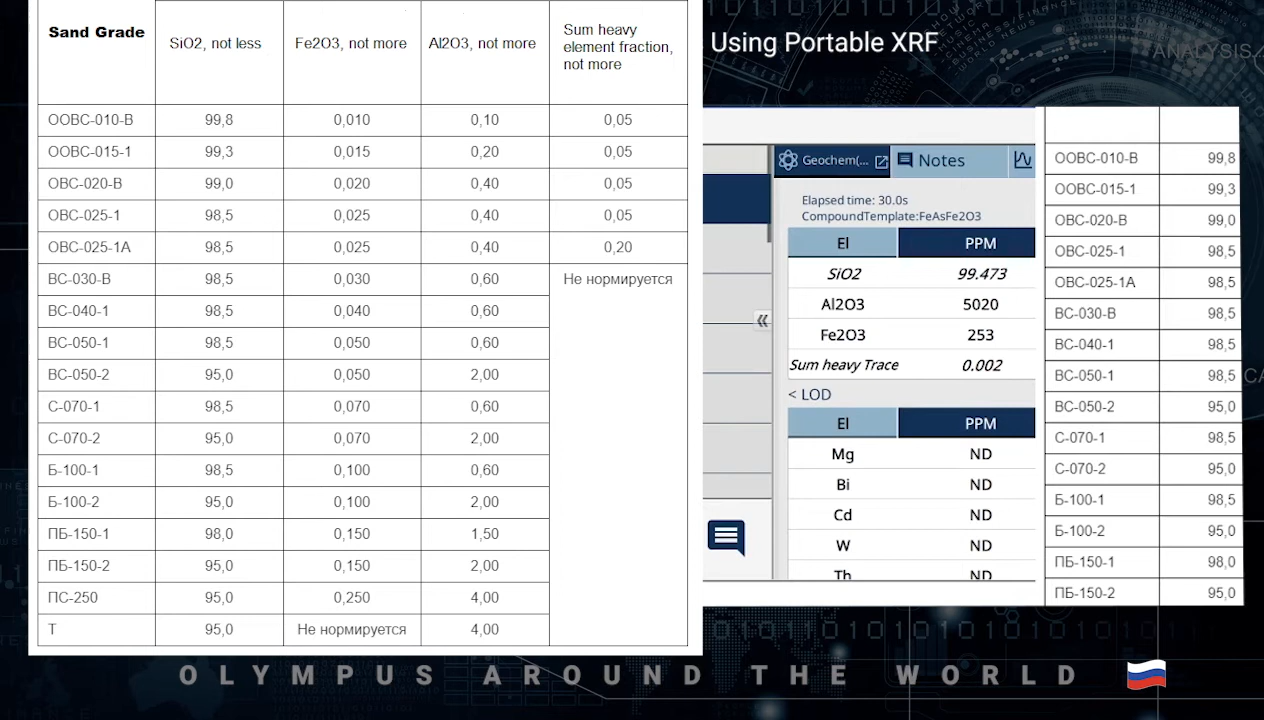 Using Portable XRF
Sand Grade SiO2, not less Fe2O3, not more Al2O3, not more Sum heavy element fraction, not more
ООВС-010-В 99,8 0,010 0,10 0,05
ООВС-015-1 99,3 0,015 0,20 0,05
ОВС-020-В 99,0 0,020 0,40 0,05
ОВС-025-1 98,5 0,025 0,40 0,05
ОВС-025-1А 98,5 0,025 0,40 0,20
ВС-030-В 98,5 0,030 0,60 Не нормируется
ВС-040-1 98,5 0,040 0,60
ВС-050-1 98,5 0,050 0,60
ВС-050-2 95,0 0,050 2,00
С-070-1 98,5 0,070 0,60
С-070-2 95,0 0,070 2,00
Б-100-1 98,5 0,100 0,60
Б-100-2 95,0 0,100 2,00
ПБ-150-1 98,0 0,150 1,50
ПБ-150-2 95,0 0,150 2,00
ПС-250 95,0 0,250 4,00
Т 95,0 Не нормируется 4,00
Geochem(... Notes
Elapsed time: 30.0s
CompoundTemplate:FeAsFe2O3
El PPM
SiO2 99.473
Al2O3 5020
Fe2O3 253
Sum heavy Trace 0.002
< LOD
El PPM
Mg ND
Bi ND
Cd ND
W ND
Th ND
ООВС-010-В 99,8
ООВС-015-1 99,3
ОВС-020-В 99,0
ОВС-025-1 98,5
ОВС-025-1А 98,5
ВС-030-В 98,5
ВС-040-1 98,5
ВС-050-1 98,5
ВС-050-2 95,0
С-070-1 98,5
С-070-2 95,0
Б-100-1 98,5
Б-100-2 95,0
ПБ-150-1 98,0
ПБ-150-2 95,0
ANALYSIS
OLYMPUS AROUND THE WORLD